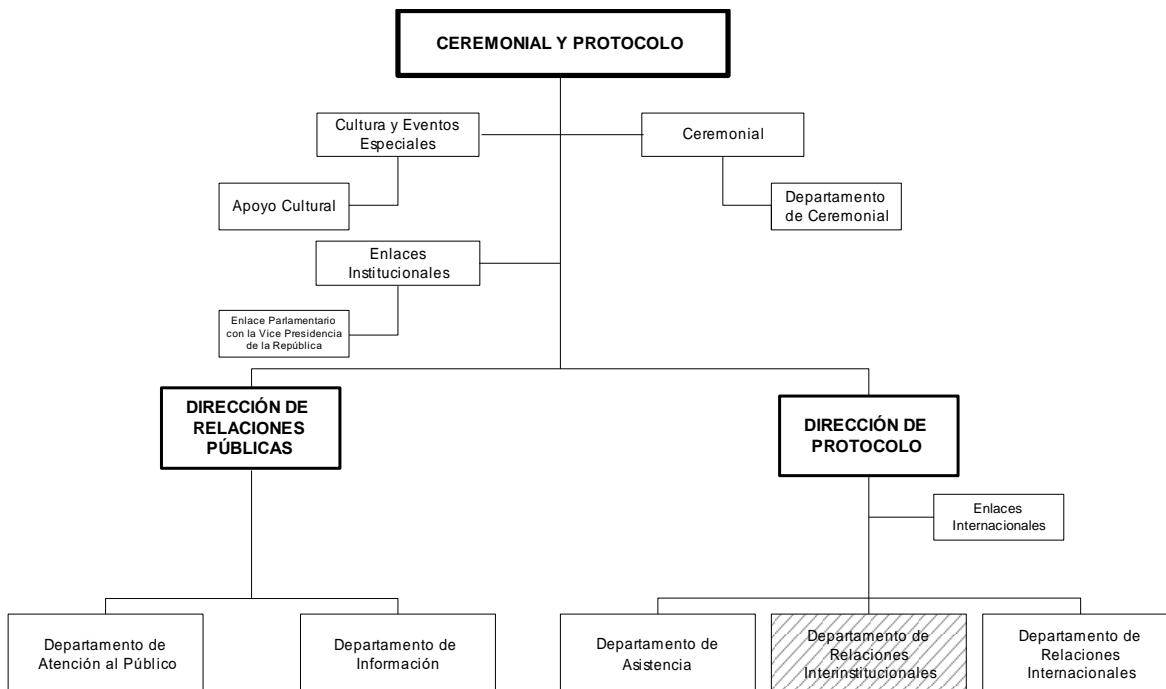 CEREMONIAL Y PROTOCOLO
Cultura y Eventos
Especiales
Ceremonial
Apoyo Cultural
Departamento
de Ceremonial
Enlaces
Institucionales
Enlace Parlamentario
con la Vice Presidencia
de la República
DIRECCIÓN DE
RELACIONES
PÚBLICAS
DIRECCIÓN DE
PROTOCOLO
Enlaces
Internacionales
Departamento de
Atención al Público
Departamento de
Información
Departamento de
Asistencia
Departamento de
Relaciones
Interinstitucionales
Departamento de
Relaciones
Internacionales